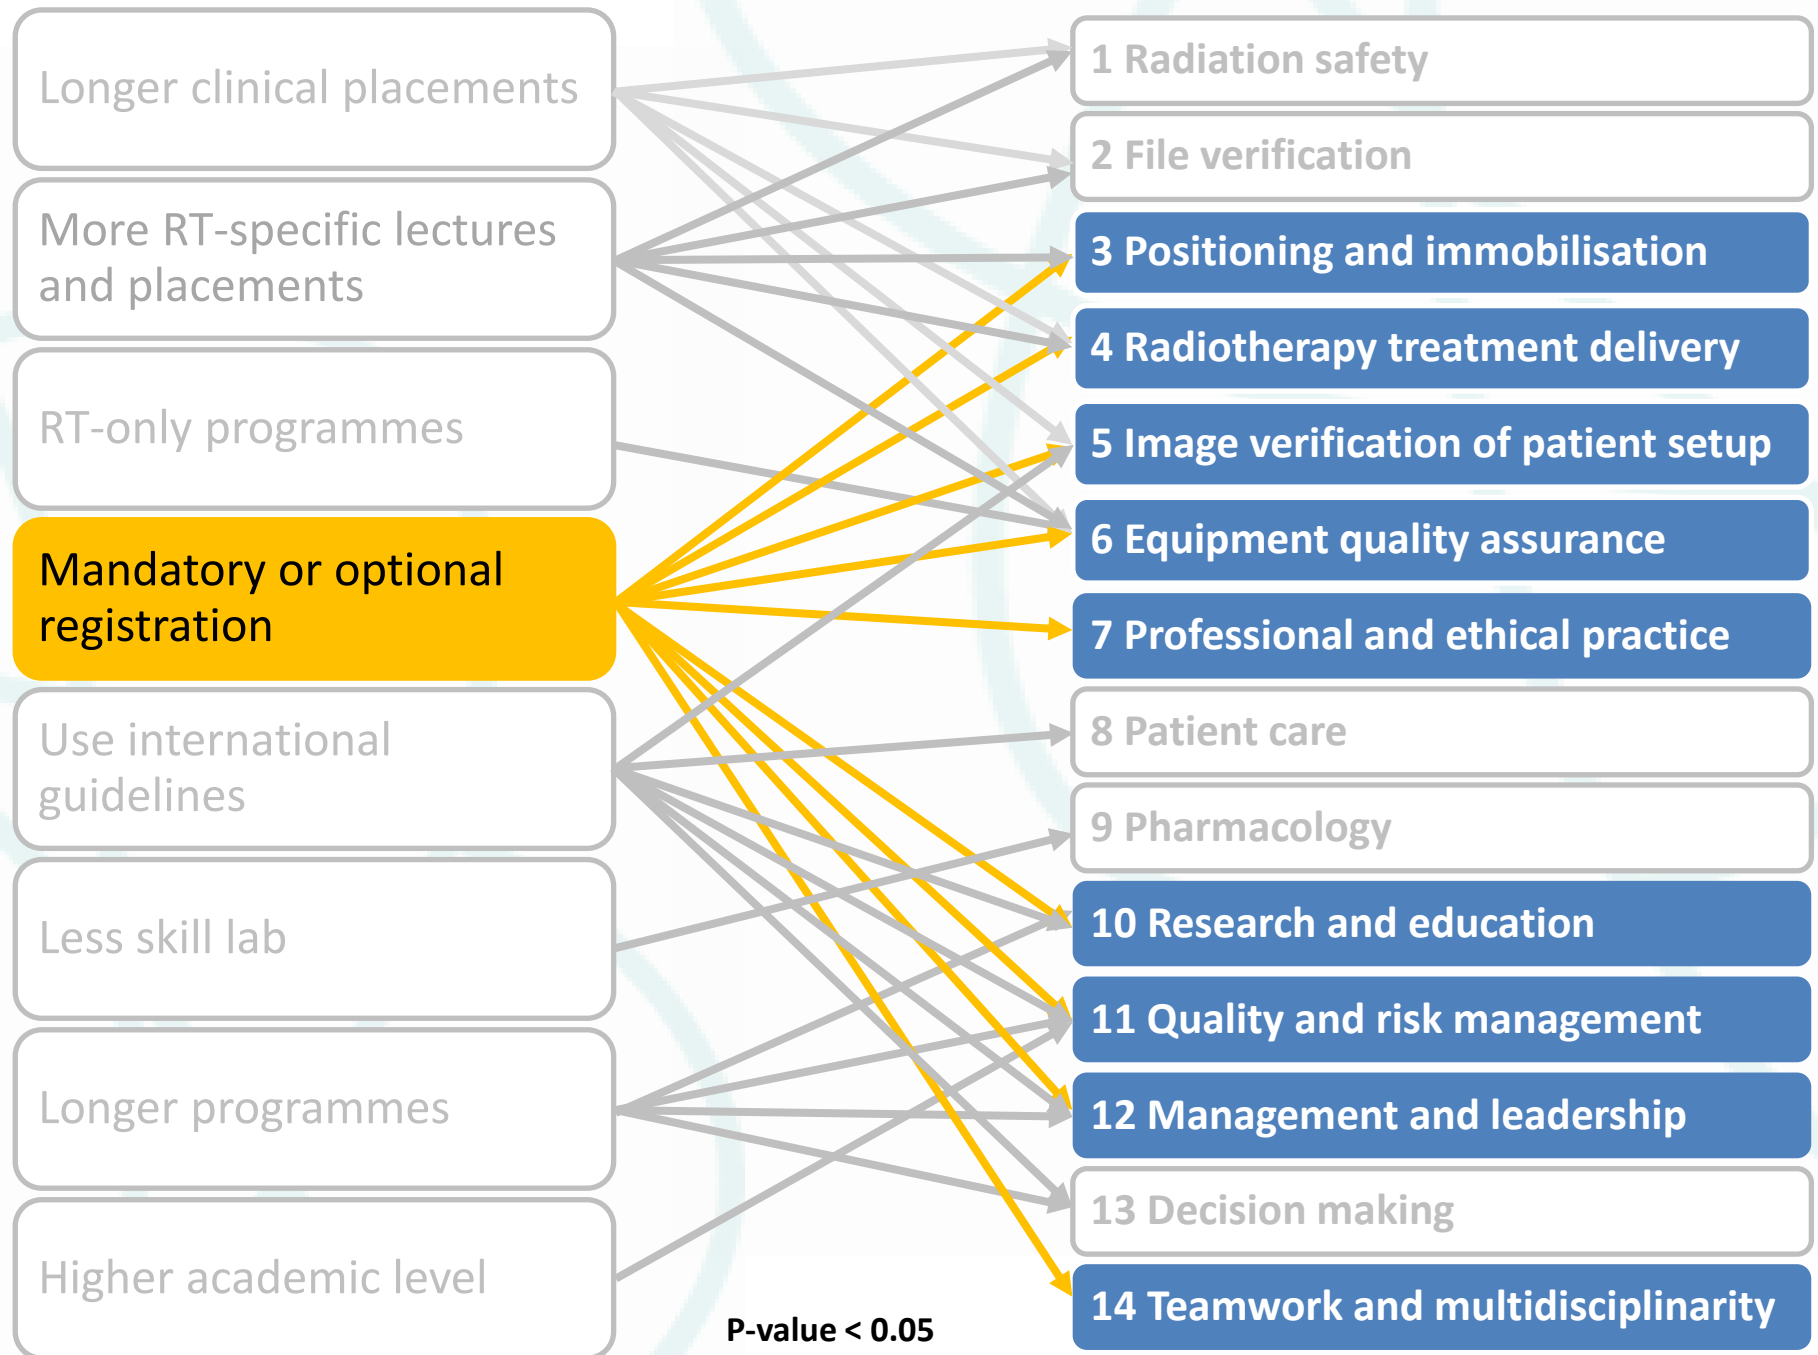 Longer clinical placements
More RT-specific lectures
and placements
RT-only programmes
Mandatory or optional
registration
Use international
guidelines
Less skill lab
Longer programmes
Higher academic level
1 Radiation safety
2 File verification
3 Positioning and immobilisation
4 Radiotherapy treatment delivery
5 Image verification of patient setup
6 Equipment quality assurance
7 Professional and ethical practice
8 Patient care
9 Pharmacology
10 Research and education
11 Quality and risk management
12 Management and leadership
13 Decision making
14 Teamwork and multidisciplinarity
P-value < 0.05